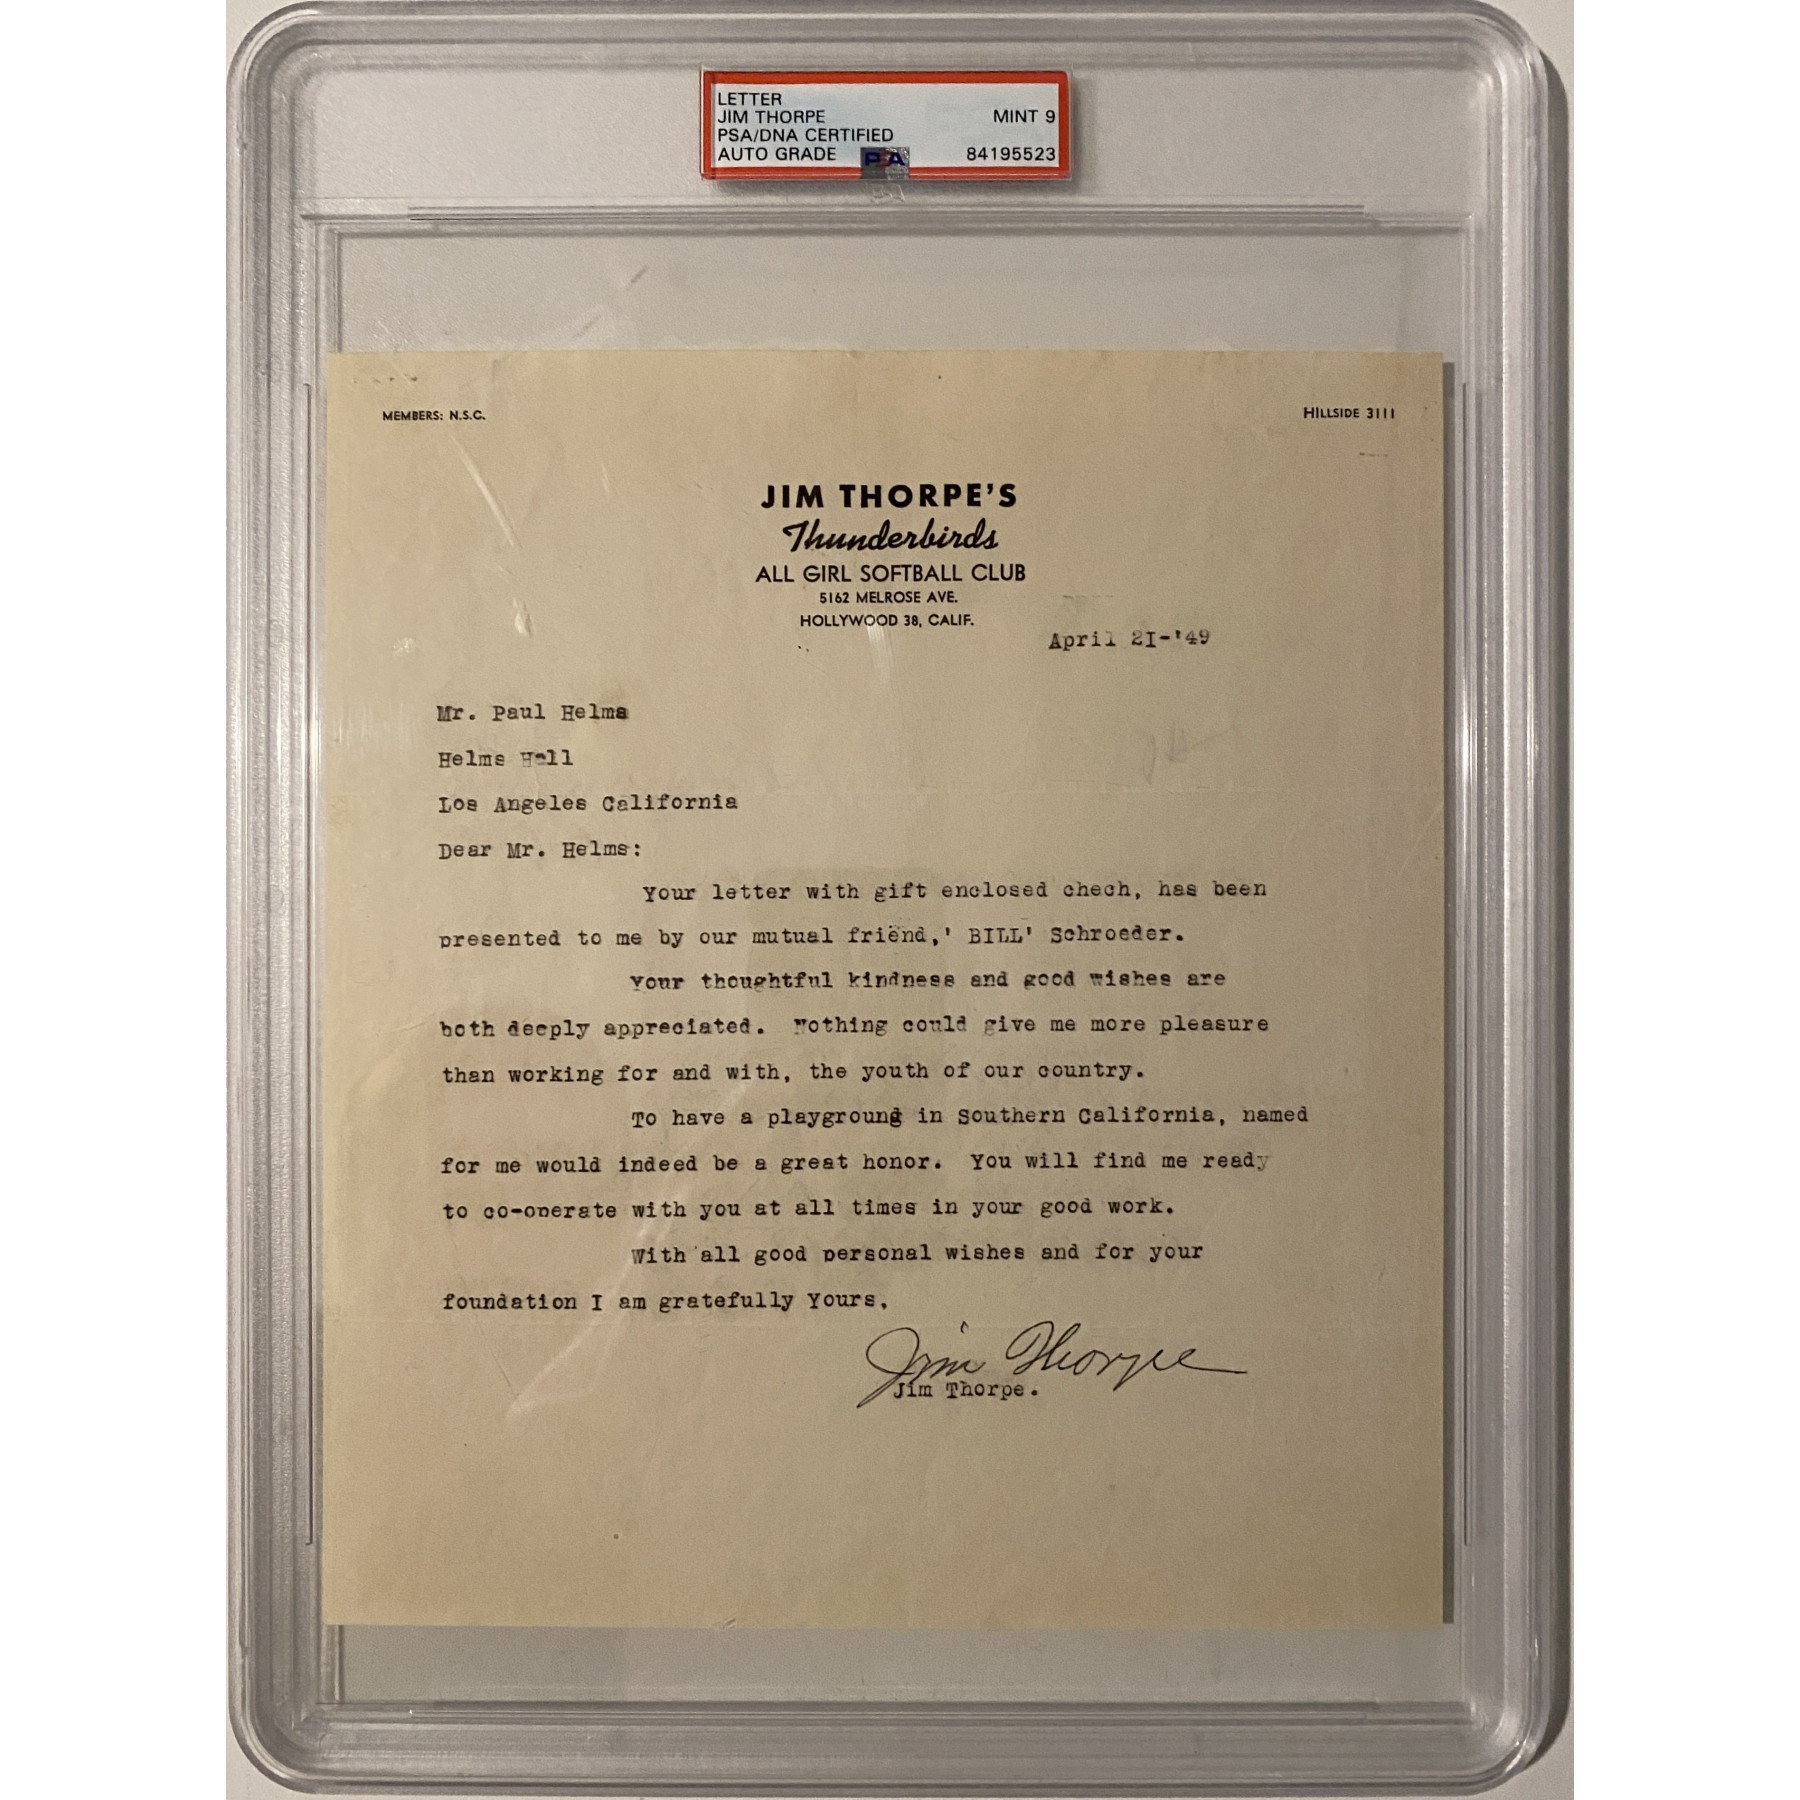 LETTER
JIM THORPE MINT 9
PSA/DNA CERTIFIED
AUTO GRADE PSA 84195523
MEMBERS: N.S.C. HILLSIDE 3111
JIM THORPE'S
Thunderbirds
ALL GIRL SOFTBALL CLUB
5162 MELROSE AVE.
HOLLYWOOD 38, CALIF.
April 2I-'49
Mr. Paul Helms
Helms Hall
Los Angeles California
Dear Mr. Helms:
Your letter with gift enclosed chech, has been
presented to me by our mutual friend,' BILL' Schroeder.
Your thoughtful kindness and good wishes are
both deeply appreciated. Nothing could give me more pleasure
than working for and with, the youth of our country.
To have a playground in Southern California, named
for me would indeed be a great honor. You will find me ready
to co-operate with you at all times in your good work.
With all good personal wishes and for your
foundation I am gratefully Yours,
Jim Thorpe
Jim Thorpe.